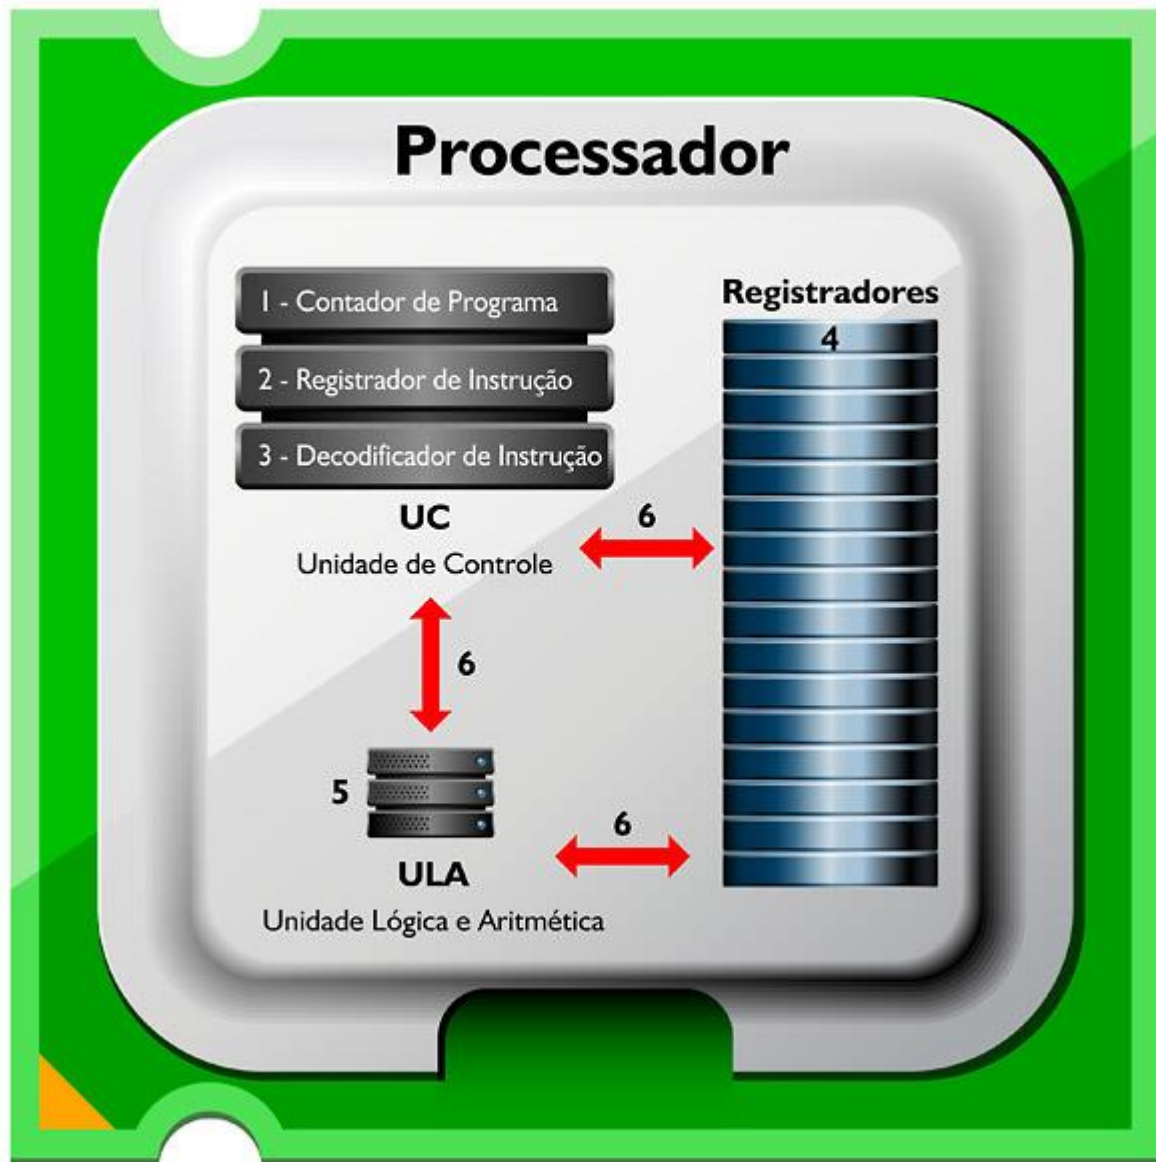 Processador
1 - Contador de Programa
2 - Registrador de Instrução
3 - Decodificador de Instrução
UC
Unidade de Controle
Registradores
4
6
6
5
ULA
Unidade Lógica e Aritmética
6